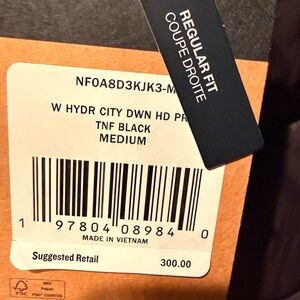 REGULAR FIT
COUPE DROITE
NF0A8D3KJK3-M
W HYDR CITY DWN HD PR
TNF BLACK
MEDIUM
1 97804 08984 0
MADE IN VIETNAM
Suggested Retail 300.00
MIX